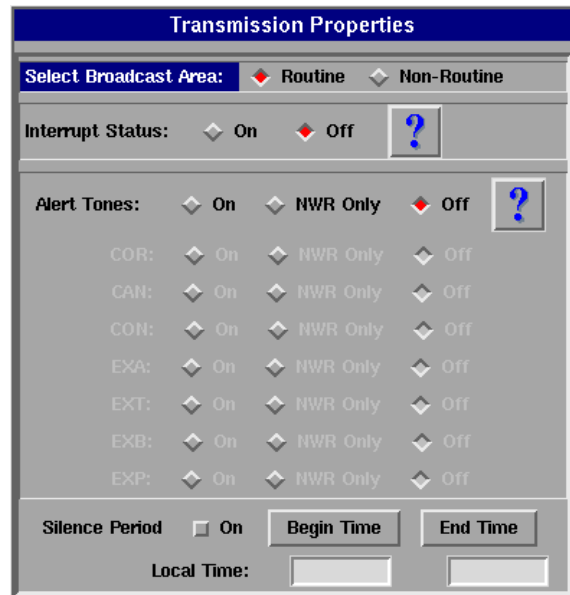 Transmission Properties
Select Broadcast Area: Routine Non-Routine
Interrupt Status: On Off ?
Alert Tones: On NWR Only Off ?
COR: On NWR Only Off
CAN: On NWR Only Off
CON: On NWR Only Off
EXA: On NWR Only Off
EXT: On NWR Only Off
EXB: On NWR Only Off
EXP: On NWR Only Off
Silence Period On Begin Time End Time
Local Time: